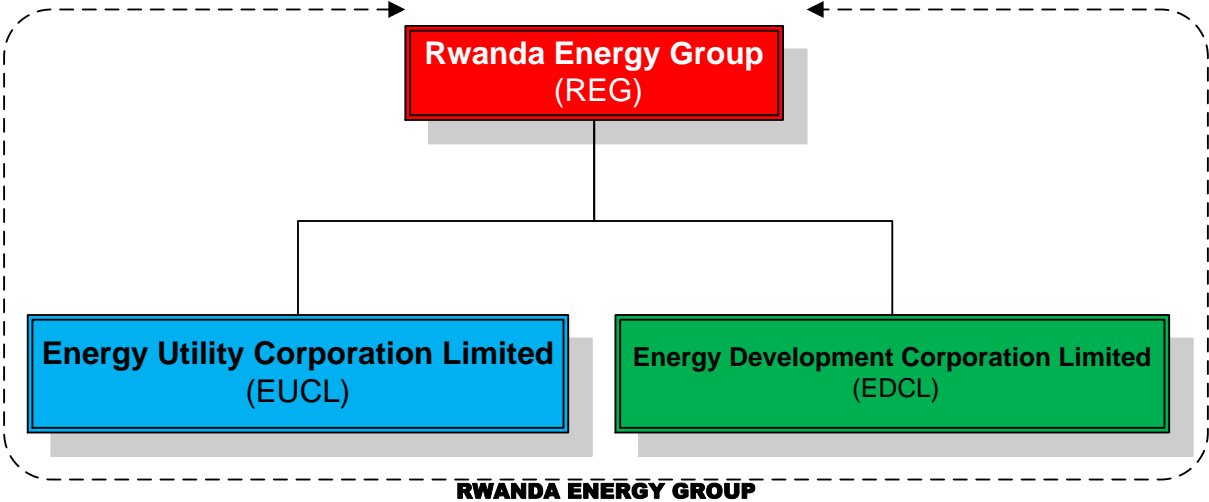 Rwanda Energy Group
(REG)
Energy Utility Corporation Limited
(EUCL)
Energy Development Corporation Limited
(EDCL)
RWANDA ENERGY GROUP